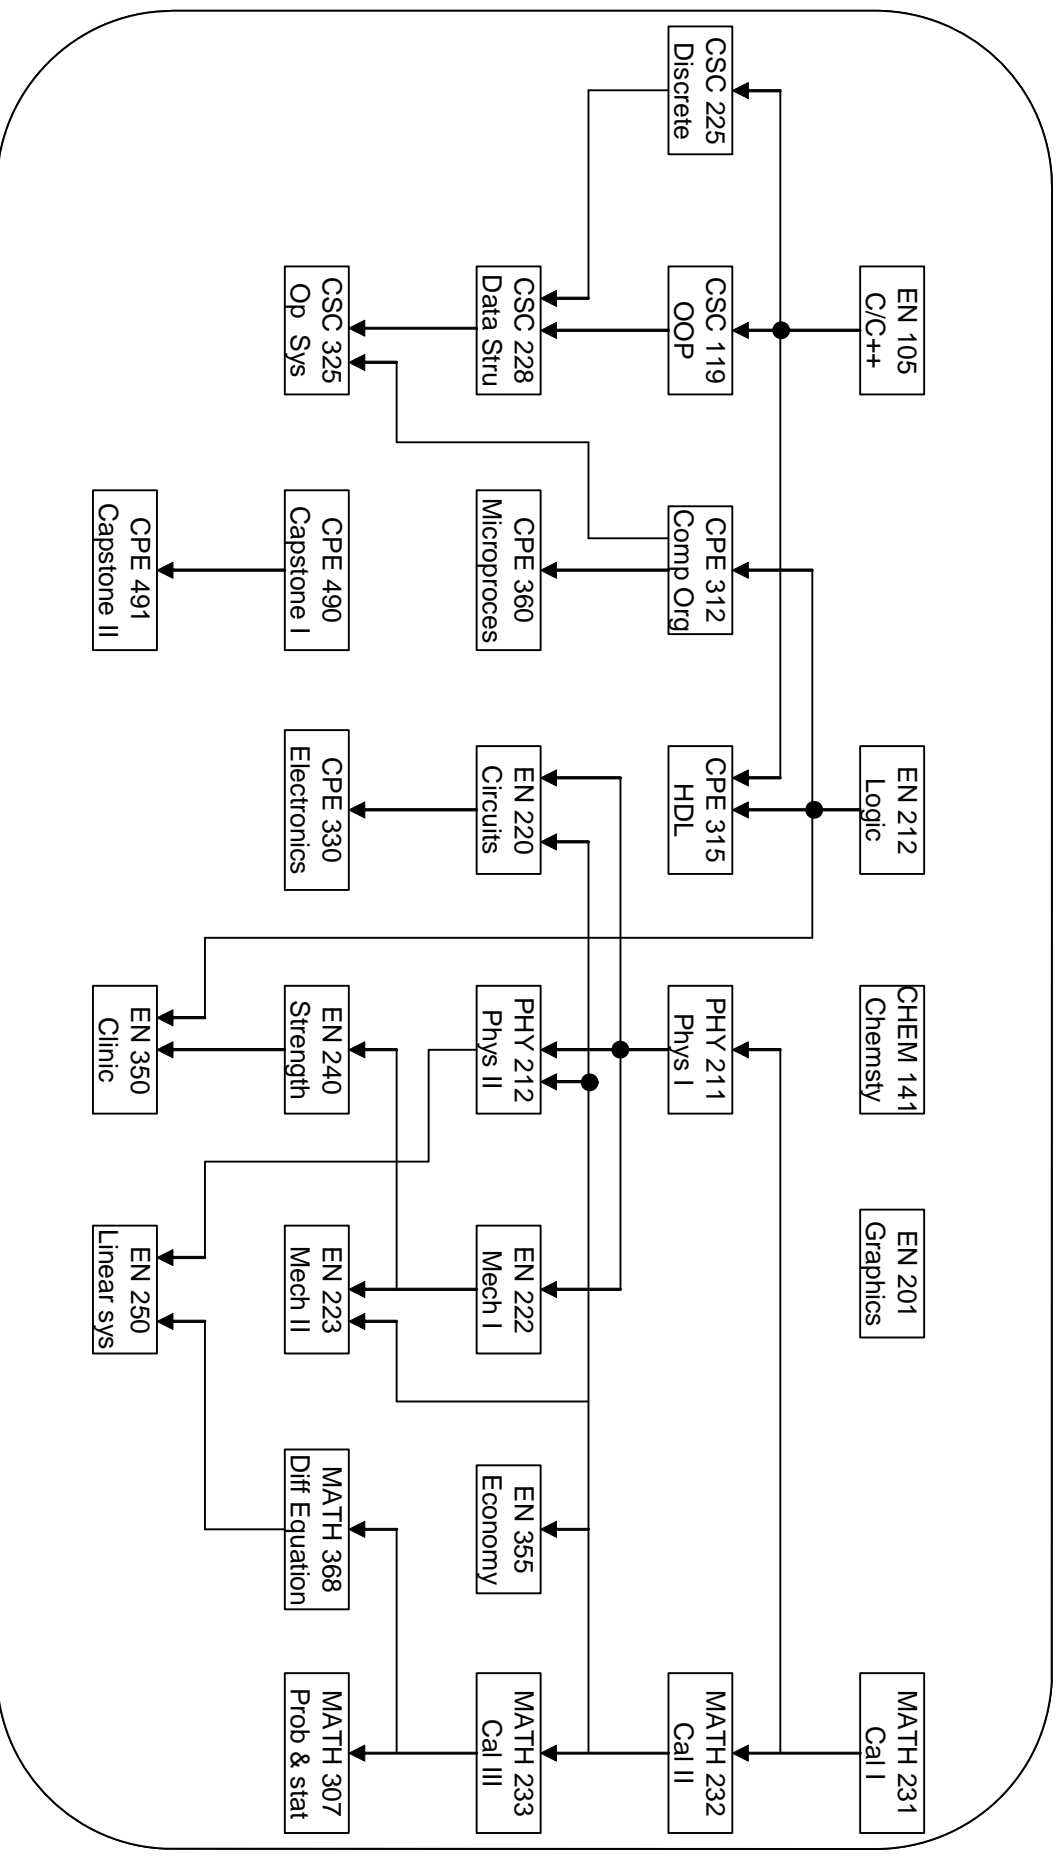 EN 105
C/C++
EN 212
Logic
CHEM 141
Chemsty
EN 201
Graphics
MATH 231
Cal I
CSC 225
Discrete
CSC 119
OOP
CPE 312
Comp Org
CPE 315
HDL
PHY 211
Phys I
MATH 232
Cal II
CSC 228
Data Stru
CPE 360
Microproces
EN 220
Circuits
PHY 212
Phys II
EN 222
Mech I
EN 355
Economy
MATH 233
Cal III
CSC 325
Op Sys
CPE 490
Capstone I
CPE 330
Electronics
EN 240
Strength
EN 223
Mech II
MATH 368
Diff Equation
MATH 307
Prob & stat
CPE 491
Capstone II
EN 350
Clinic
EN 250
Linear sys